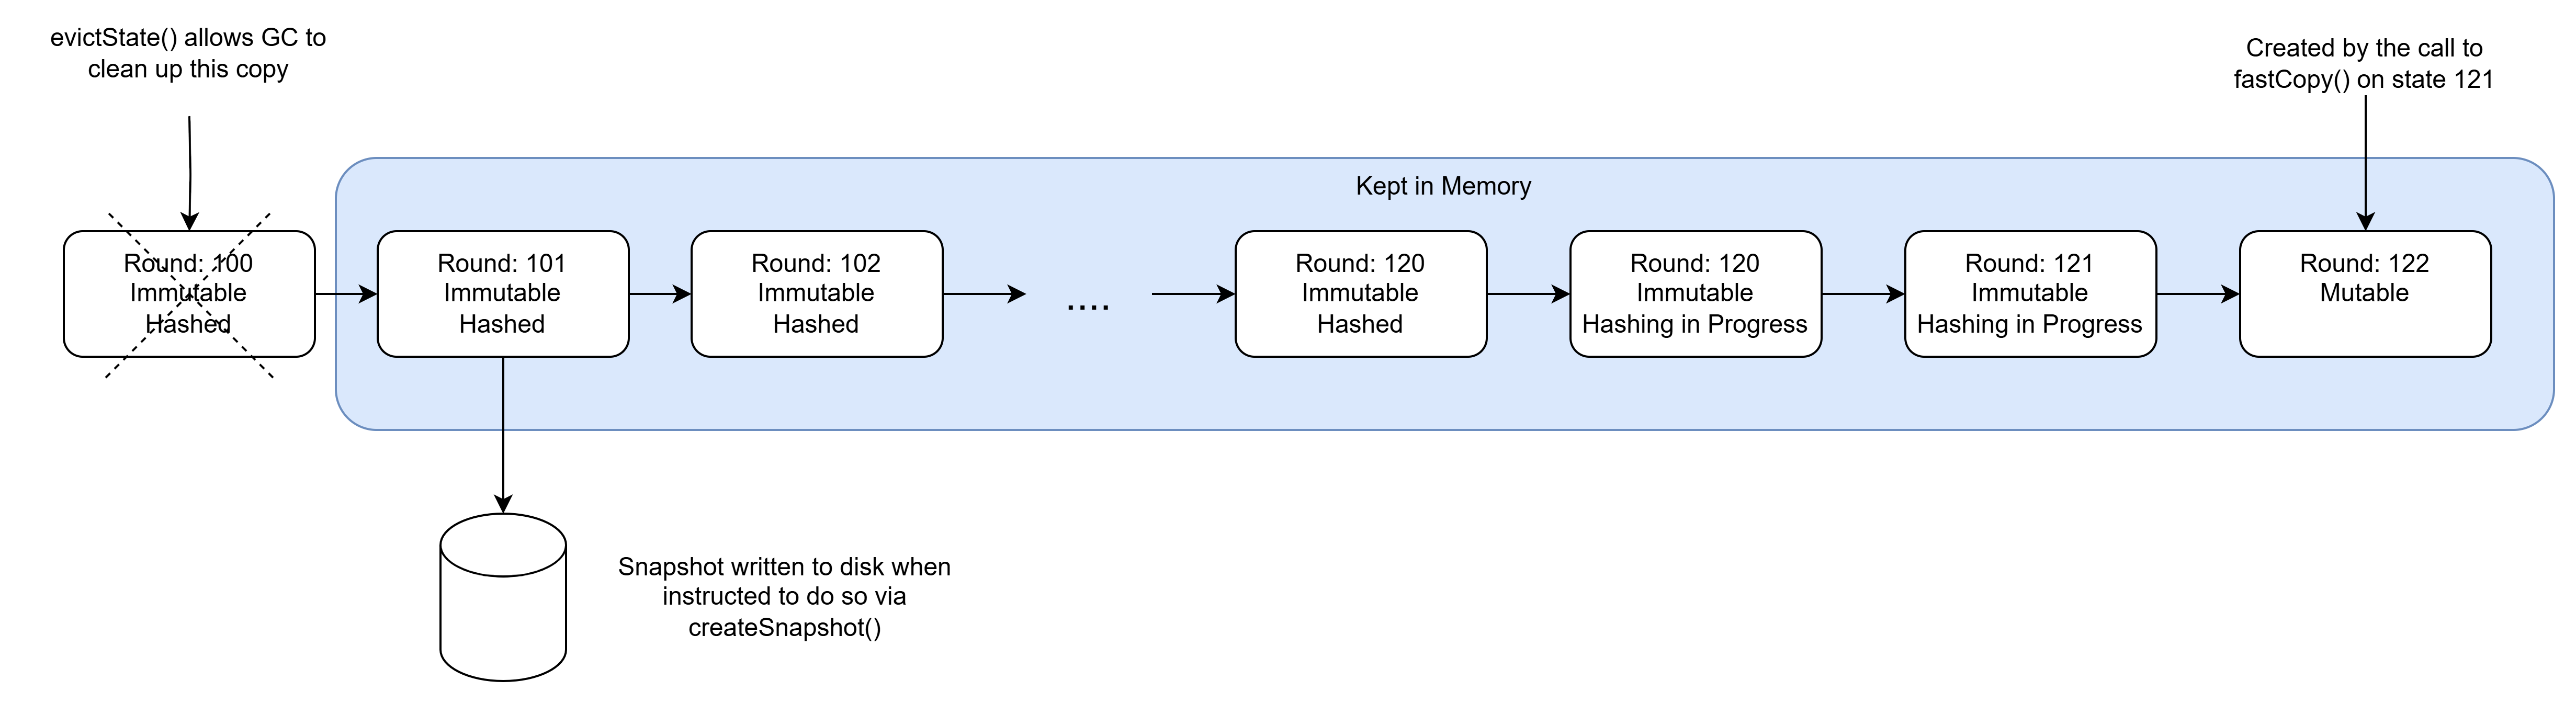 evictState() allows GC to
clean up this copy
Created by the call to
fastCopy() on state 121
Kept in Memory
Round: 100
Immutable
Hashed
Round: 101
Immutable
Hashed
Round: 102
Immutable
Hashed
....
Round: 120
Immutable
Hashed
Round: 120
Immutable
Hashing in Progress
Round: 121
Immutable
Hashing in Progress
Round: 122
Mutable
Snapshot written to disk when
instructed to do so via
createSnapshot()